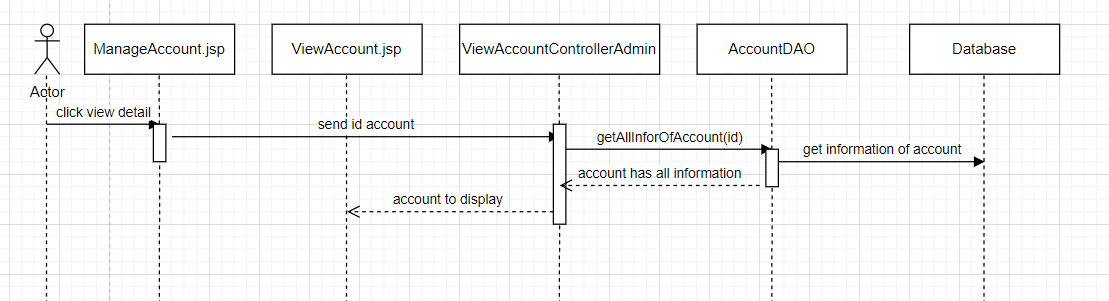 ManageAccount.jsp
ViewAccount.jsp
ViewAccountControllerAdmin
AccountDAO
Database
Actor
click view detail
send id account
getAllInforOfAccount(id)
get information of account
account has all information
account to display